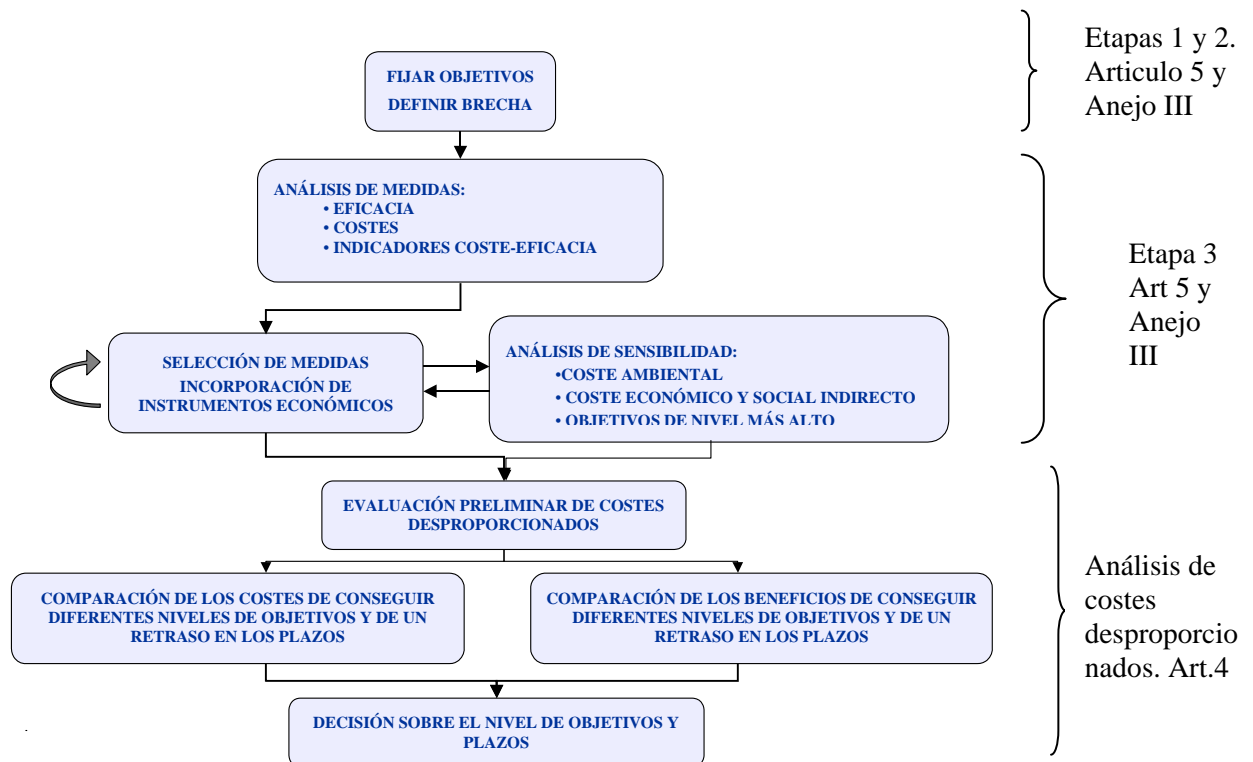 FIJAR OBJETIVOS
DEFINIR BRECHA
Etapas 1 y 2.
Articulo 5 y
Anejo III
ANÁLISIS DE MEDIDAS:
• EFICACIA
• COSTES
• INDICADORES COSTE-EFICACIA
Etapa 3
Art 5 y
Anejo
III
SELECCIÓN DE MEDIDAS
INCORPORACIÓN DE
INSTRUMENTOS ECONÓMICOS
ANÁLISIS DE SENSIBILIDAD:
•COSTE AMBIENTAL
• COSTE ECONÓMICO Y SOCIAL INDIRECTO
• OBJETIVOS DE NIVEL MÁS ALTO
EVALUACIÓN PRELIMINAR DE COSTES
DESPROPORCIONADOS
COMPARACIÓN DE LOS COSTES DE CONSEGUIR
DIFERENTES NIVELES DE OBJETIVOS Y DE UN
RETRASO EN LOS PLAZOS
COMPARACIÓN DE LOS BENEFICIOS DE CONSEGUIR
DIFERENTES NIVELES DE OBJETIVOS Y DE UN
RETRASO EN LOS PLAZOS
Análisis de
costes
desproporcio
nados. Art.4
DECISIÓN SOBRE EL NIVEL DE OBJETIVOS Y
PLAZOS
.